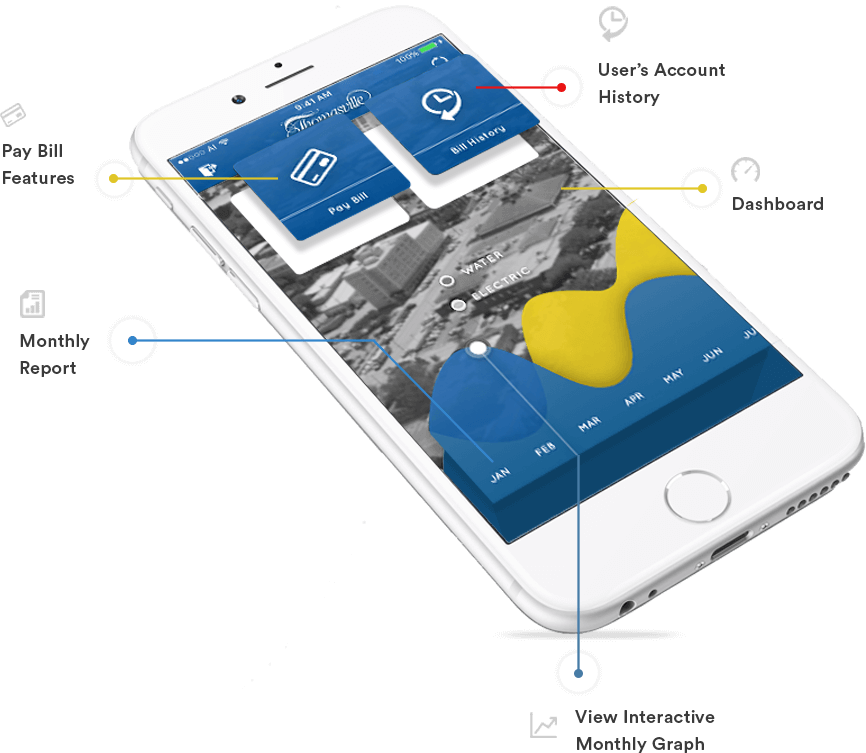 User's Account
History
100%
9:41 AM
Thomasville
AI
Bill History
Pay Bill
Features
Pay Bill
Dashboard
WATER
ELECTRIC
Monthly
Report
JAN
FEB
MAR
APR
MAY
JUN
View Interactive
Monthly Graph